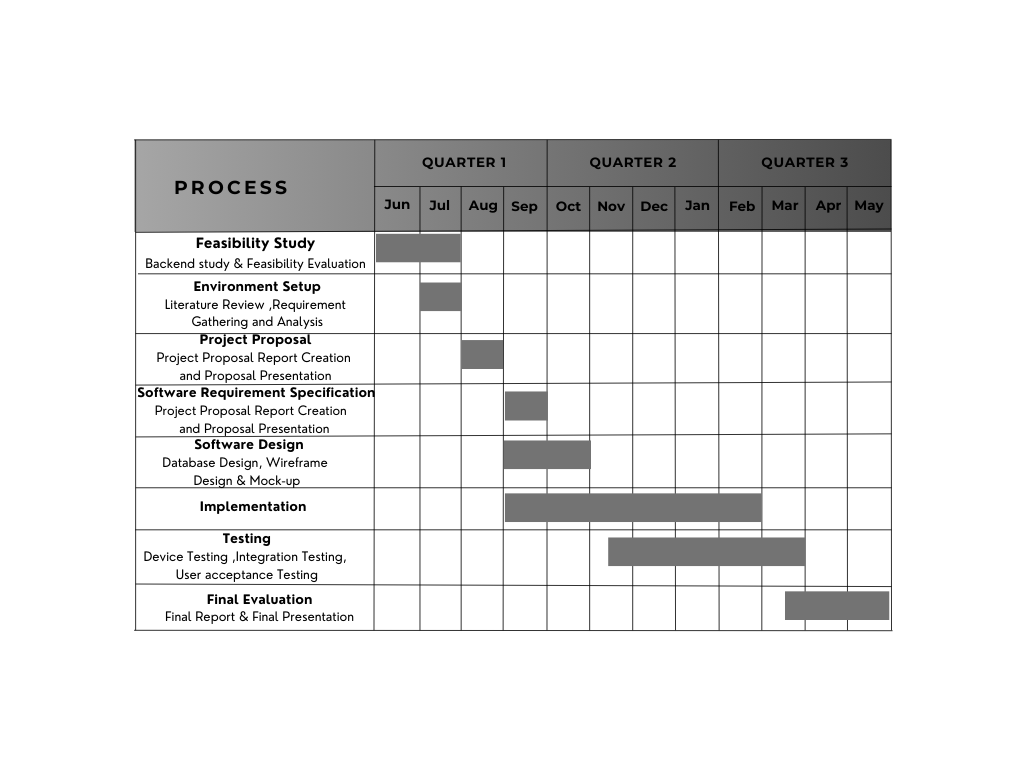 PROCESS
QUARTER 1
QUARTER 2
QUARTER 3
Jun
Jul
Aug
Sep
Oct
Nov
Dec
Jan
Feb
Mar
Apr
May
Feasibility Study
Backend study & Feasibility Evaluation
Environment Setup
Literature Review ,Requirement
Gathering and Analysis
Project Proposal
Project Proposal Report Creation
and Proposal Presentation
Software Requirement Specification
Project Proposal Report Creation
and Proposal Presentation
Software Design
Database Design, Wireframe
Design & Mock-up
Implementation
Testing
Device Testing ,Integration Testing,
User acceptance Testing
Final Evaluation
Final Report & Final Presentation